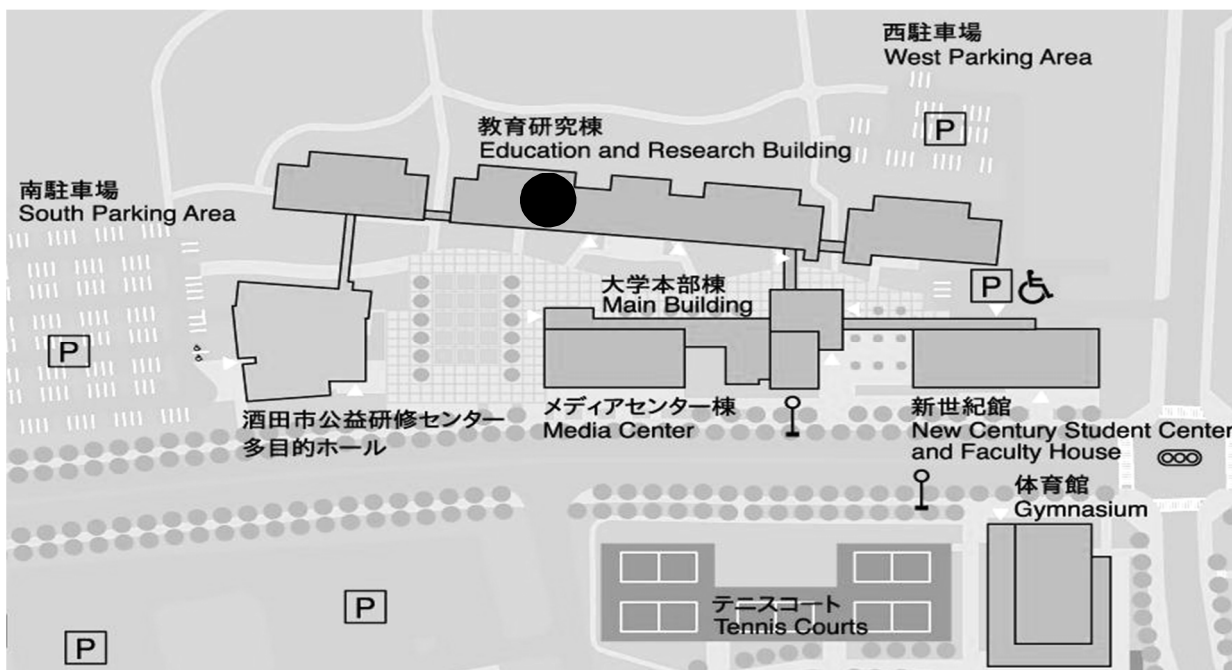 西駐車場
West Parking Area
P
教育研究棟
Education and Research Building
南駐車場
South Parking Area
P
大学本部棟
Main Building
P
酒田市公益研修センター
多目的ホール
メディアセンター棟
Media Center
新世紀館
New Century Student Center
and Faculty House
体育館
Gymnasium
テニスコート
Tennis Courts
P
P